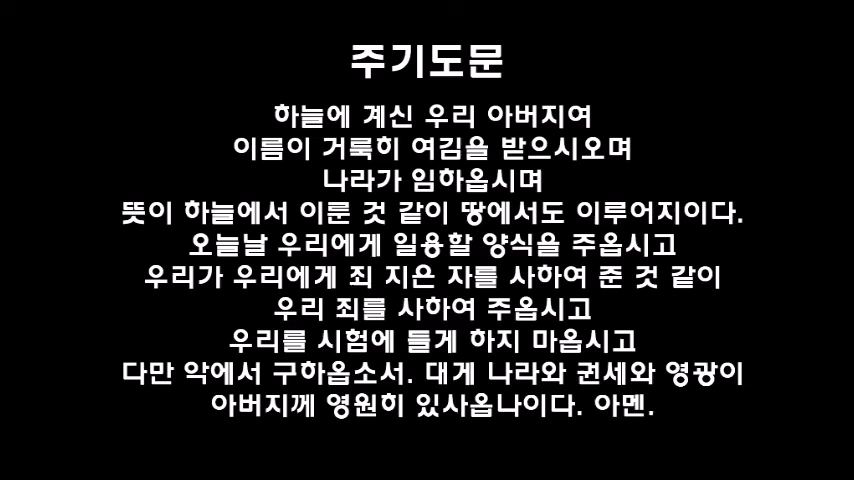 주기도문
하늘에 계신 우리 아버지여
이름이 거룩히 여김을 받으시오며
나라가 임하옵시며
뜻이 하늘에서 이룬 것 같이 땅에서도 이루어지이다.
오늘날 우리에게 일용할 양식을 주옵시고
우리가 우리에게 죄 지은 자를 사하여 준 것 같이
우리 죄를 사하여 주옵시고
우리를 시험에 들게 하지 마옵시고
다만 악에서 구하옵소서. 대게 나라와 권세와 영광이
아버지께 영원히 있사옵나이다. 아멘.